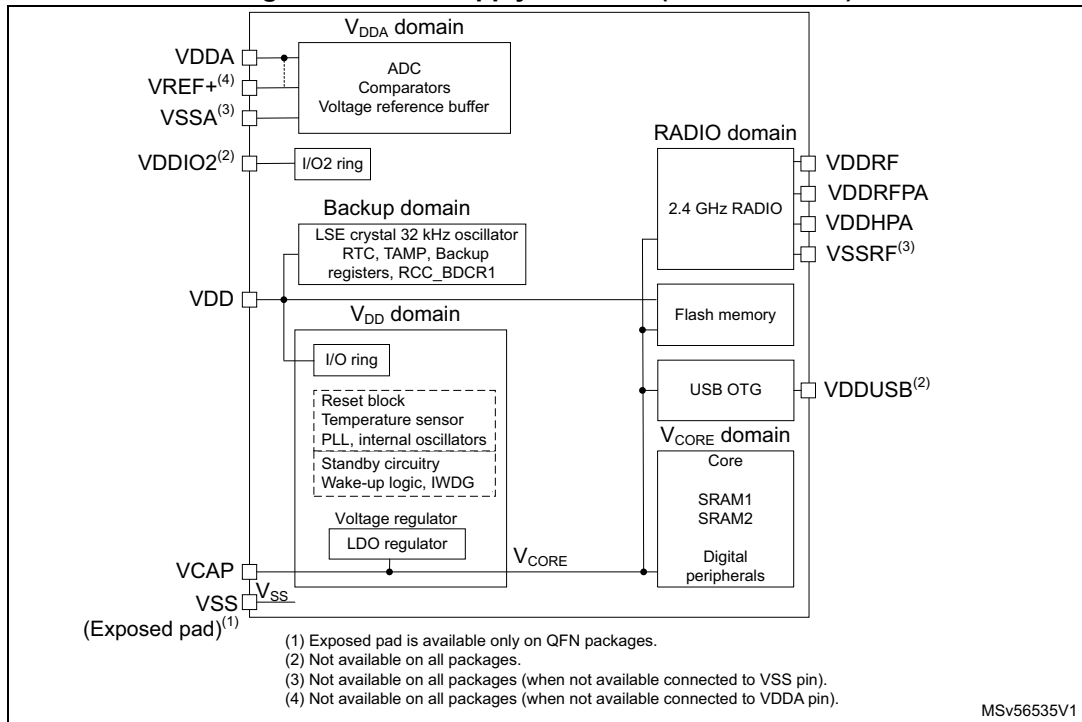 V_DDA domain
VDDA
VREF+(4)
VSSA(3)
ADC
Comparators
Voltage reference buffer
VDDIO2(2)
I/O2 ring
RADIO domain
2.4 GHz RADIO
VDDRF
VDDRFPA
VDDHPA
VSSRF(3)
Backup domain
LSE crystal 32 kHz oscillator
RTC, TAMP, Backup
registers, RCC_BDCR1
VDD
V_DD domain
I/O ring
Flash memory
Reset block
Temperature sensor
PLL, internal oscillators
Standby circuitry
Wake-up logic, IWDG
USB OTG
VDDUSB(2)
V_CORE domain
Core
SRAM1
SRAM2
Digital
peripherals
Voltage regulator
LDO regulator
V_CORE
VCAP
VSS
V_SS
(Exposed pad)(1)
(1) Exposed pad is available only on QFN packages.
(2) Not available on all packages.
(3) Not available on all packages (when not available connected to VSS pin).
(4) Not available on all packages (when not available connected to VDDA pin).
MSv56535V1